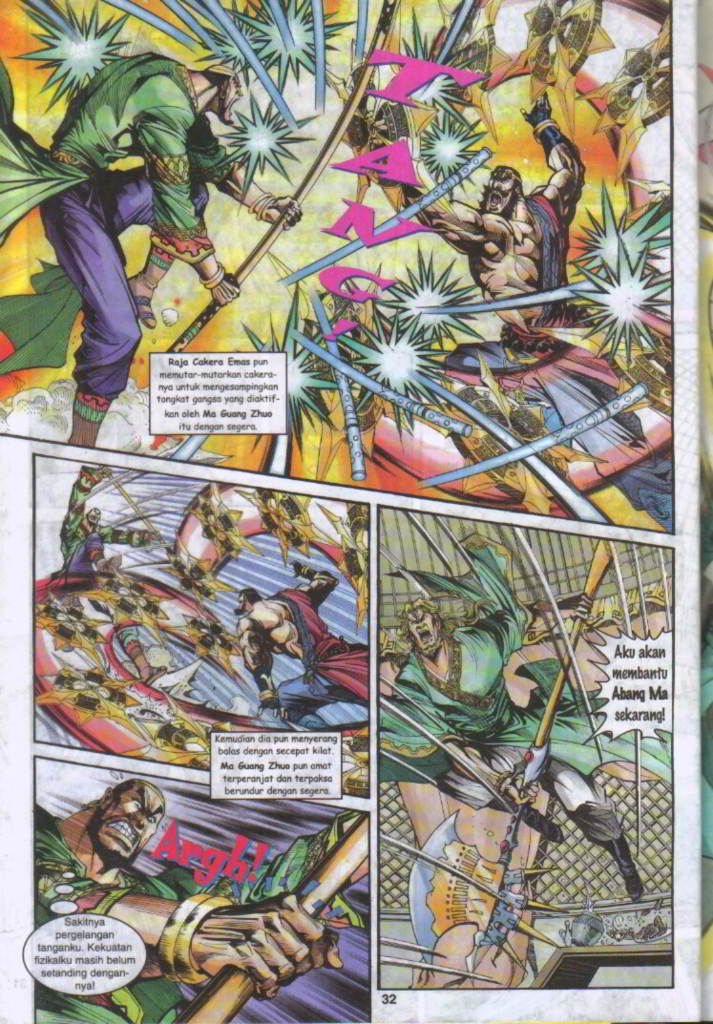 TANG!
Raja Cakera Emas pun
memutar-mutarkan cakera-
nya untuk mengesampingkan
tongkat gangsa yang diaktif-
kan oleh Ma Guang Zhuo
itu dengan segera.
Kemudian dia pun menyerang
balas dengan secepat kilat.
Ma Guang Zhuo pun amat
terperanjat dan terpaksa
berundur dengan segera.
Argh!
Sakitnya
pergelangan
tanganku. Kekuatan
fizikalku masih belum
setanding dengan-
nya!
Aku akan
membantu
Abang Ma
sekarang!
32